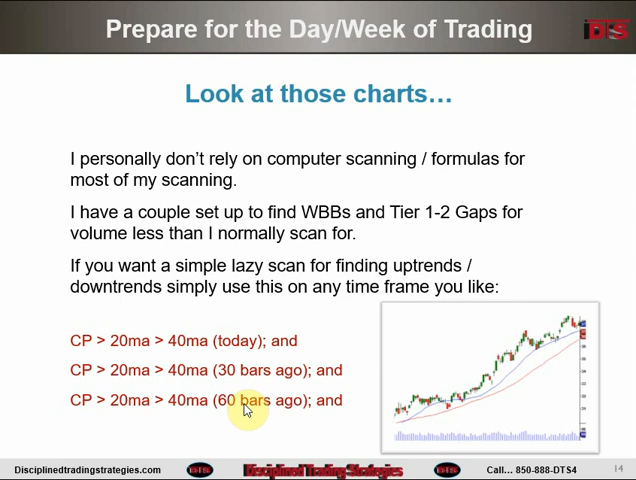 Prepare for the Day/Week of Trading
DTS
Look at those charts…
I personally don't rely on computer scanning / formulas for
most of my scanning.
I have a couple set up to find WBBs and Tier 1-2 Gaps for
volume less than I normally scan for.
If you want a simple lazy scan for finding uptrends /
downtrends simply use this on any time frame you like:
CP > 20ma > 40ma (today); and
CP > 20ma > 40ma (30 bars ago); and
CP > 20ma > 40ma (60 bars ago); and
Disciplinedtradingstrategies.com DTS Disciplined Trading Strategies DTS Call… 850-888-DTS4 14